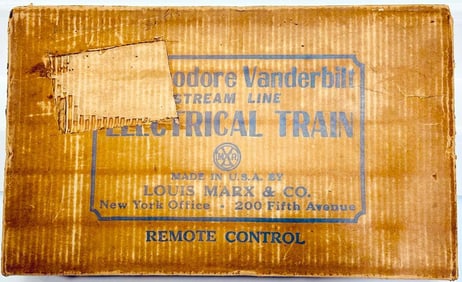 odore Vanderbilt
STREAM LINE
ELECTRICAL TRAIN
MAR
MADE IN U.S.A. BY
LOUIS MARX & CO.
New York Office - 200 Fifth Avenue
REMOTE CONTROL